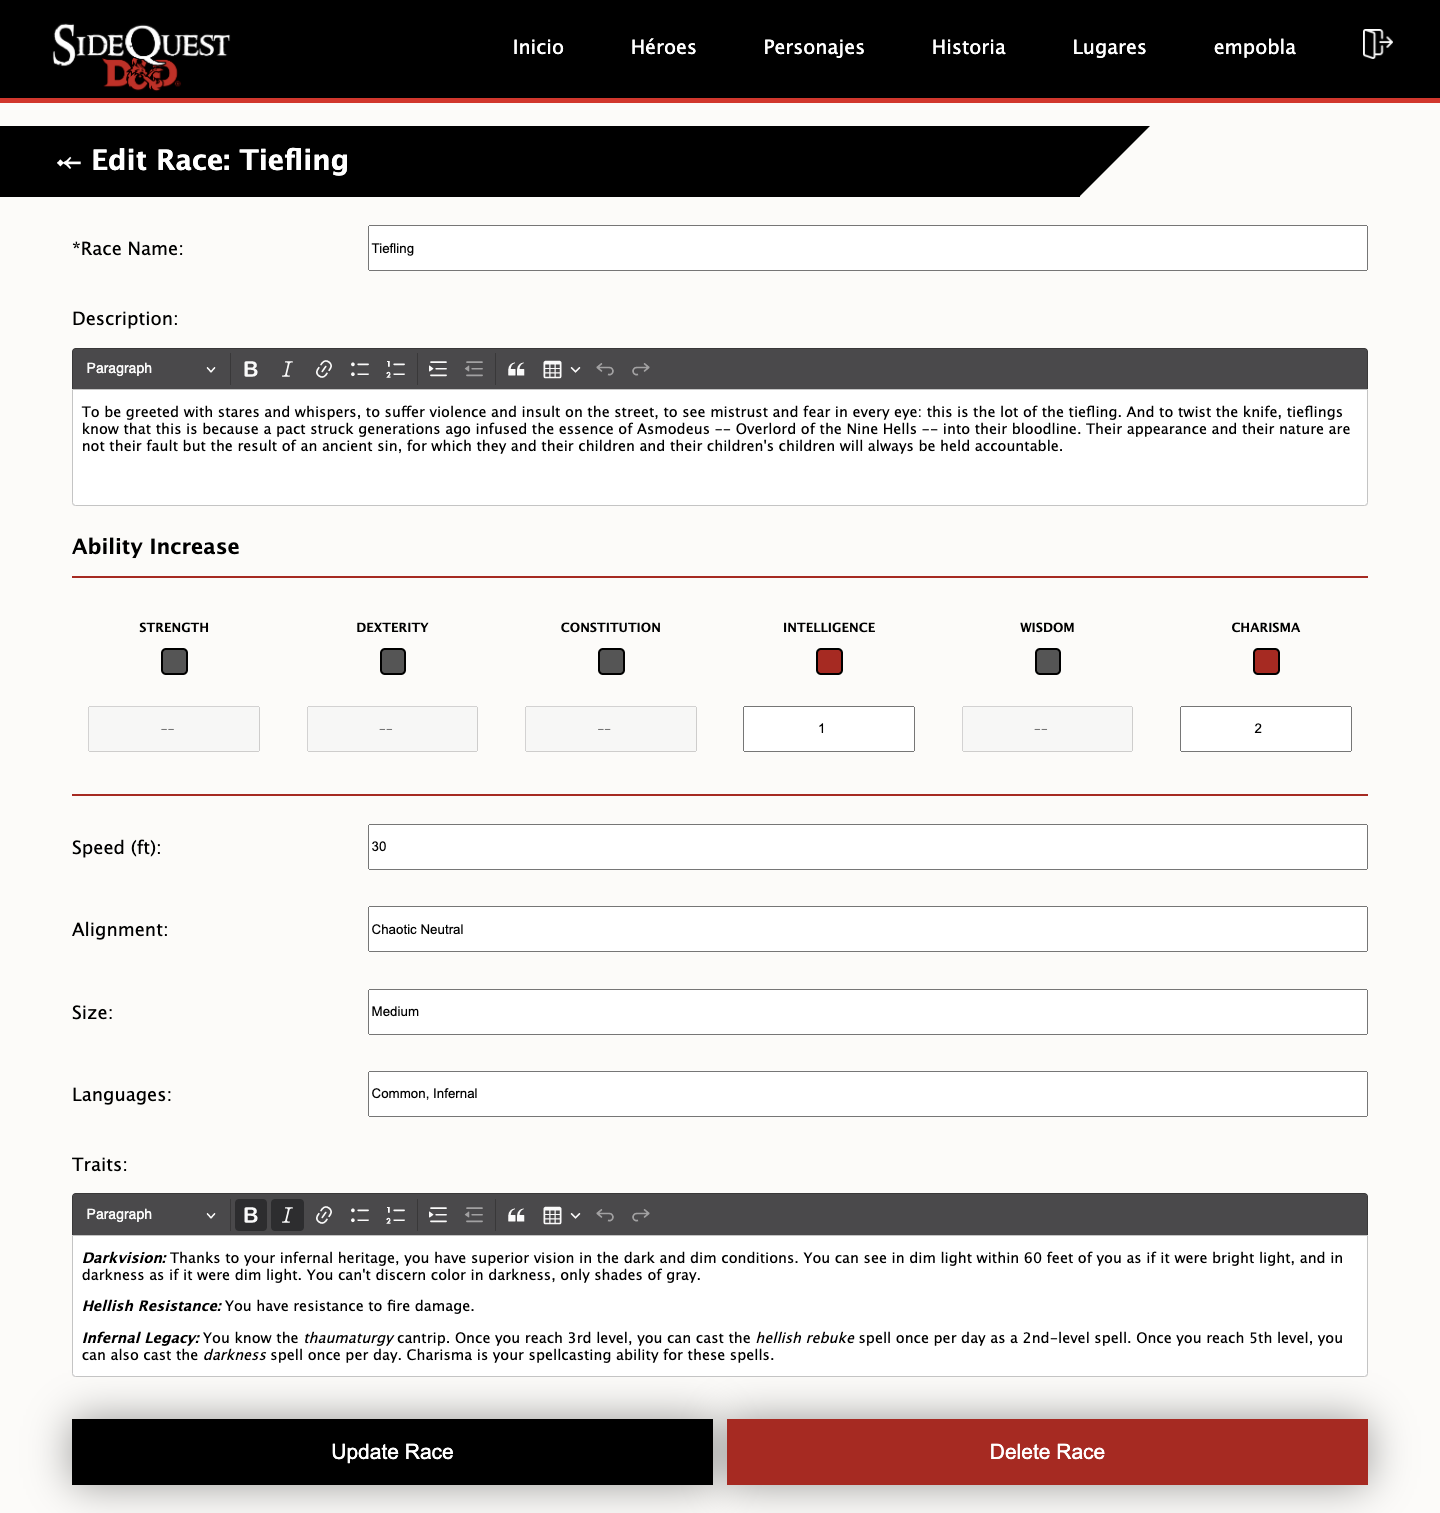 SIDEQUEST
D&D
Inicio Héroes Personajes Historia Lugares empobla
Edit Race: Tiefling
*Race Name: Tiefling
Description:
Paragraph
To be greeted with stares and whispers, to suffer violence and insult on the street, to see mistrust and fear in every eye: this is the lot of the tiefling. And to twist the knife, tieflings
know that this is because a pact struck generations ago infused the essence of Asmodeus -- Overlord of the Nine Hells -- into their bloodline. Their appearance and their nature are
not their fault but the result of an ancient sin, for which they and their children and their children's children will always be held accountable.
Ability Increase
STRENGTH DEXTERITY CONSTITUTION INTELLIGENCE WISDOM CHARISMA
-- -- -- 1 -- 2
Speed (ft): 30
Alignment: Chaotic Neutral
Size: Medium
Languages: Common, Infernal
Traits:
Paragraph
Darkvision: Thanks to your infernal heritage, you have superior vision in the dark and dim conditions. You can see in dim light within 60 feet of you as if it were bright light, and in
darkness as if it were dim light. You can't discern color in darkness, only shades of gray.
Hellish Resistance: You have resistance to fire damage.
Infernal Legacy: You know the thaumaturgy cantrip. Once you reach 3rd level, you can cast the hellish rebuke spell once per day as a 2nd-level spell. Once you reach 5th level, you
can also cast the darkness spell once per day. Charisma is your spellcasting ability for these spells.
Update Race Delete Race